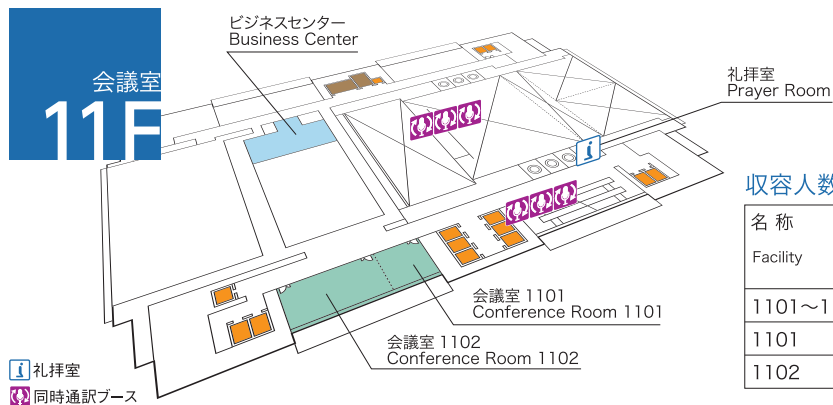 会議室
11F
ビジネスセンター
Business Center
礼拝室
Prayer Room
会議室 1101
Conference Room 1101
会議室 1102
Conference Room 1102
礼拝室
同時通訳ブース
収容人数
名 称
Facility
1101～1
1101
1102